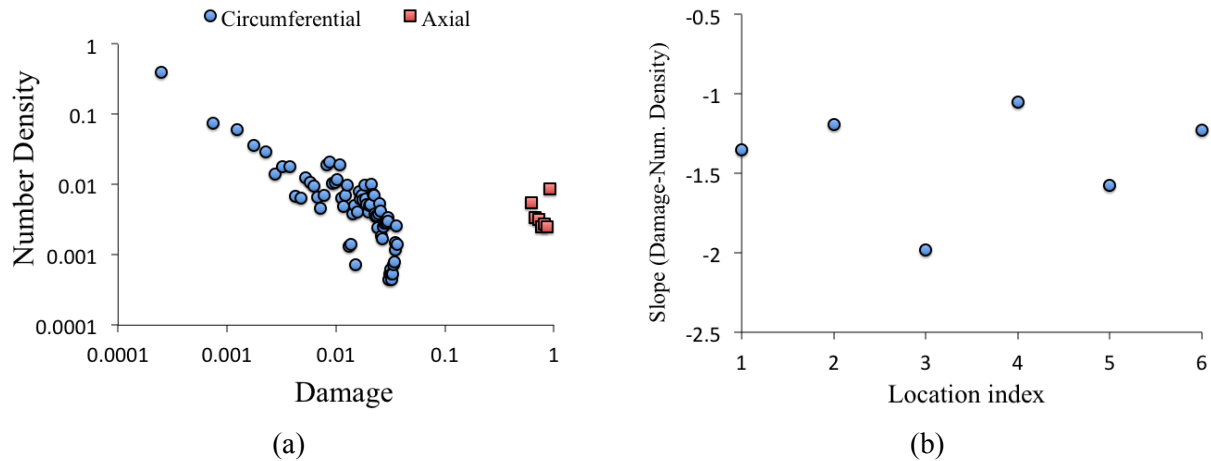 Circumferential Axial
Number Density
1
0.1
0.01
0.001
0.0001
0.0001 0.001 0.01 0.1 1
Damage
(a)
Slope (Damage-Num. Density)
-0.5
-1
-1.5
-2
-2.5
1 2 3 4 5 6
Location index
(b)